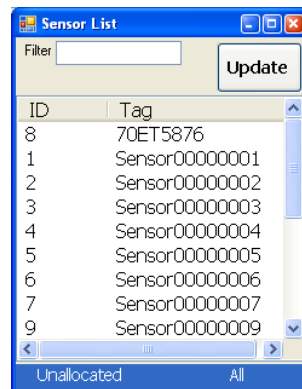 Sensor List
Filter
Update
ID Tag
8 70ET5876
1 Sensor00000001
2 Sensor00000002
3 Sensor00000003
4 Sensor00000004
5 Sensor00000005
6 Sensor00000006
7 Sensor00000007
9 Sensor00000009
Unallocated All